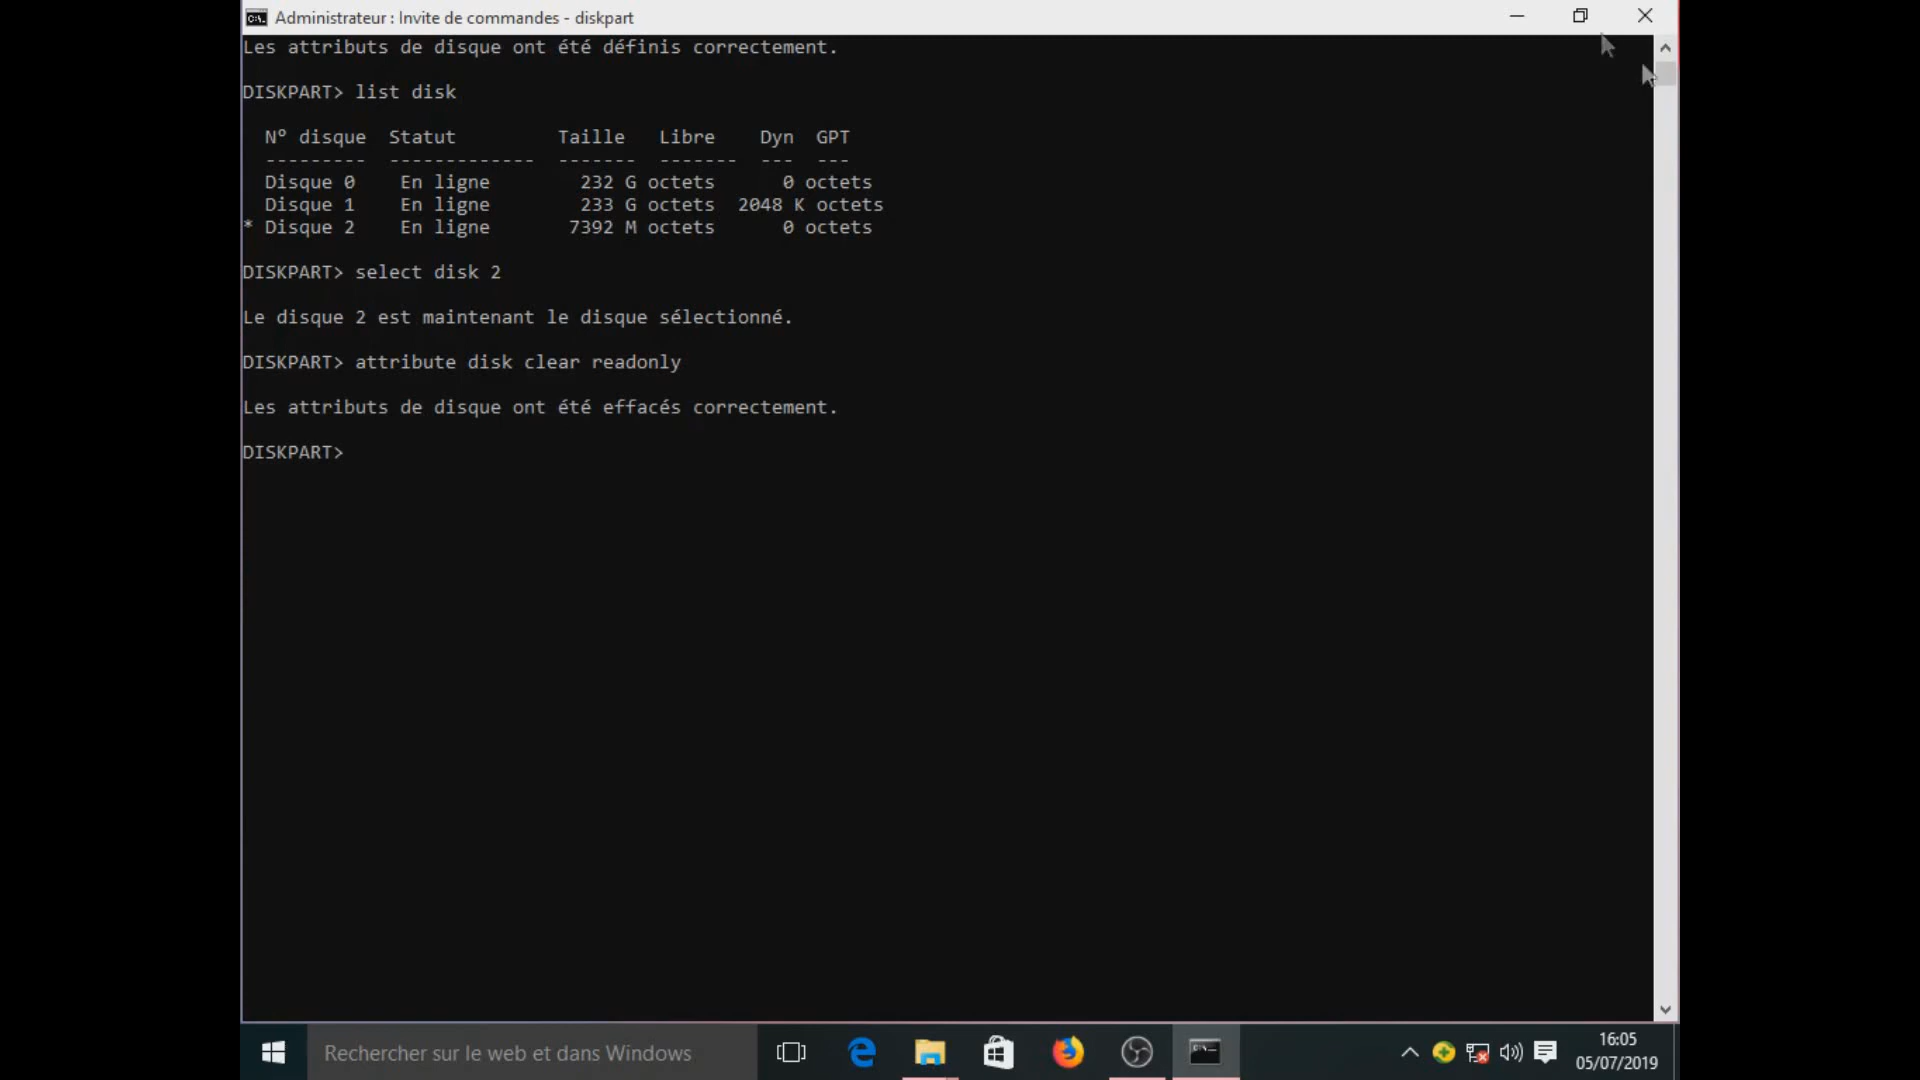 Administrateur : Invite de commandes - diskpart
Les attributs de disque ont été définis correctement.
DISKPART> list disk
N° disque  Statut         Taille   Libre    Dyn  GPT
---------  -------------  -------  -------  ---  ---
Disque 0    En ligne        232 G octets      0 octets
Disque 1    En ligne        233 G octets  2048 K octets
* Disque 2    En ligne       7392 M octets      0 octets
DISKPART> select disk 2
Le disque 2 est maintenant le disque sélectionné.
DISKPART> attribute disk clear readonly
Les attributs de disque ont été effacés correctement.
DISKPART>
Rechercher sur le web et dans Windows
16:05
05/07/2019